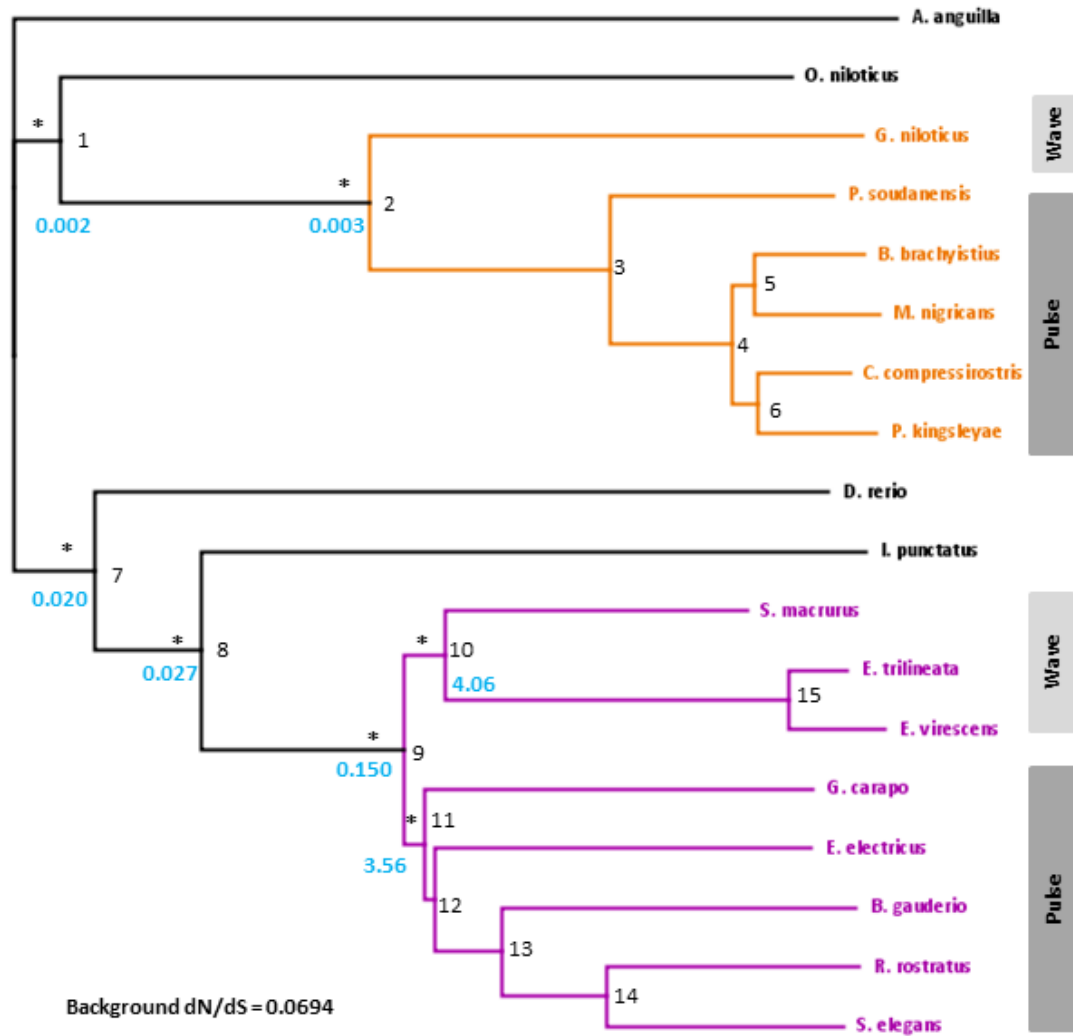 A. anguilla
O. niloticus
*
1
G. niloticus
Wave
*
2
0.002
0.003
P. soudanensis
3
B. brachyistius
5
M. nigricans
4
C. compressirostris
6
P. kingsleyae
Pulse
D. rerio
*
7
0.020
I. punctatus
*
8
0.027
S. macrurus
*
10
4.06
E. trilineata
15
E. virescens
Wave
*
9
0.150
G. carapo
*
11
3.56
E. electricus
12
B. gauderio
13
R. rostratus
14
S. elegans
Pulse
Background dN/dS = 0.0694